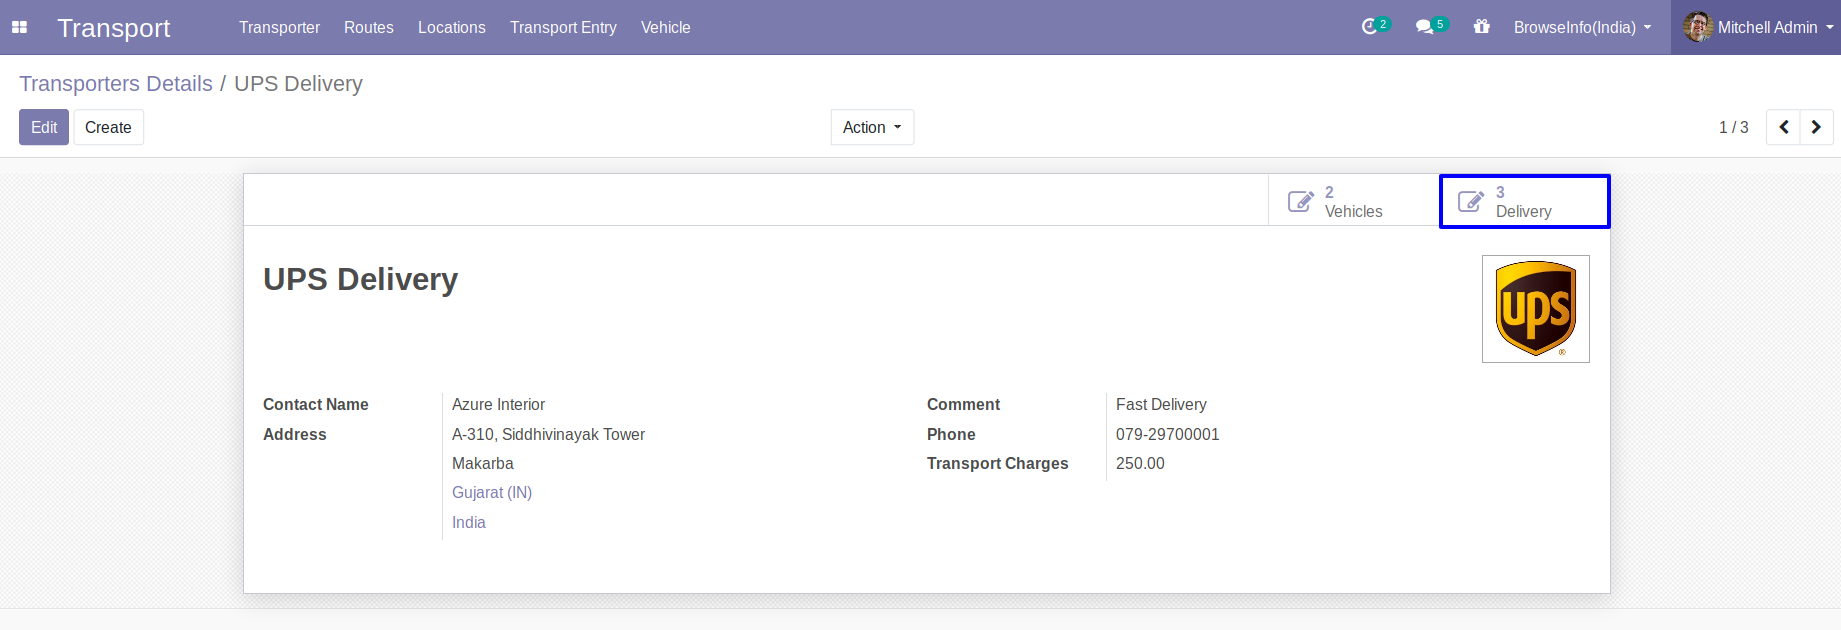 Transport Transporter Routes Locations Transport Entry Vehicle 2 5 BrowseInfo(India) Mitchell Admin
Transporters Details / UPS Delivery
Edit Create Action 1 / 3
2
Vehicles
3
Delivery
UPS Delivery
ups
®
Contact Name Azure Interior
Address A-310, Siddhivinayak Tower
Makarba
Gujarat (IN)
India
Comment Fast Delivery
Phone 079-29700001
Transport Charges 250.00